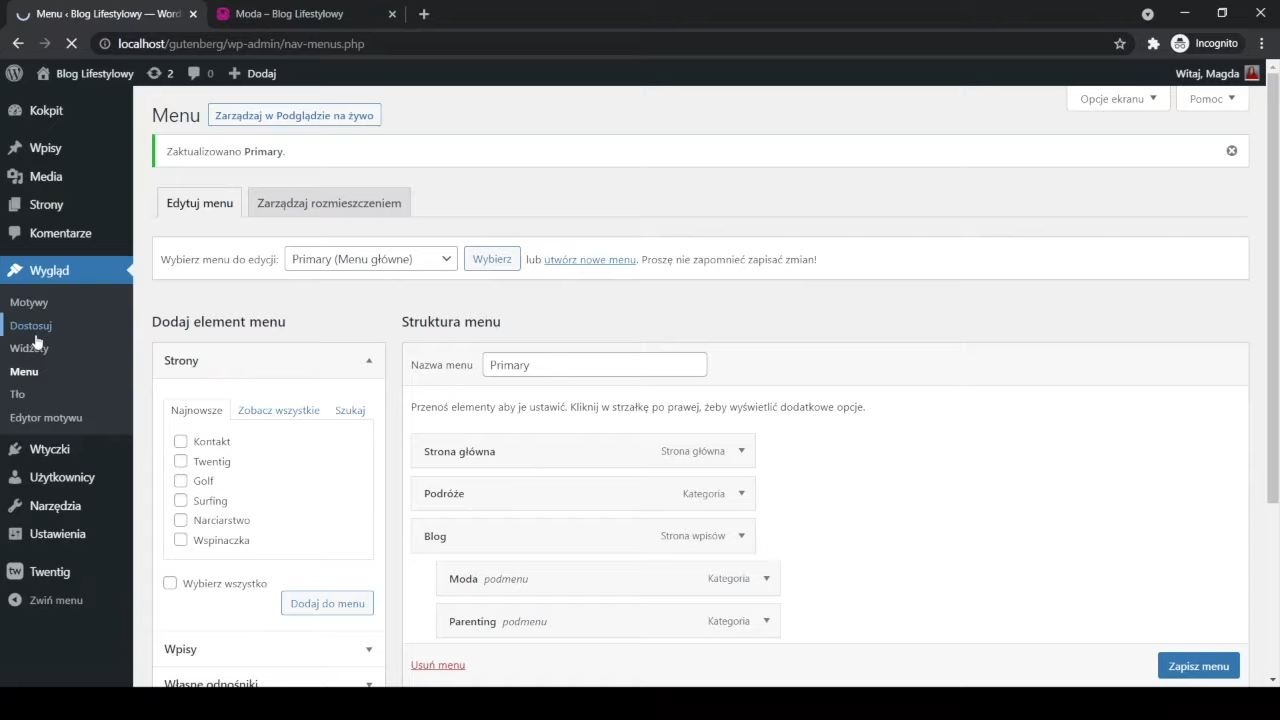 Menu ‹ Blog Lifestylowy — Word
Moda – Blog Lifestylowy
localhost/gutenberg/wp-admin/nav-menus.php
Incognito
Blog Lifestylowy
2
0
Dodaj
Witaj, Magda
Kokpit
Wpisy
Media
Strony
Komentarze
Wygląd
Motywy
Dostosuj
Widżety
Menu
Tło
Edytor motywu
Wtyczki
Użytkownicy
Narzędzia
Ustawienia
tw Twentig
Zwiń menu
Menu
Zarządzaj w Podglądzie na żywo
Opcje ekranu
Pomoc
Zaktualizowano Primary.
Edytuj menu
Zarządzaj rozmieszczeniem
Wybierz menu do edycji: Primary (Menu główne) Wybierz lub utwórz nowe menu. Proszę nie zapomnieć zapisać zmian!
Dodaj element menu
Strony
Najnowsze
Zobacz wszystkie
Szukaj
Kontakt
Twentig
Golf
Surfing
Narciarstwo
Wspinaczka
Wybierz wszystko
Dodaj do menu
Wpisy
Własne odnośniki
Struktura menu
Nazwa menu Primary
Przenoś elementy aby je ustawić. Kliknij w strzałkę po prawej, żeby wyświetlić dodatkowe opcje.
Strona główna Strona główna
Podróże Kategoria
Blog Strona wpisów
Moda podmenu Kategoria
Parenting podmenu Kategoria
Usuń menu
Zapisz menu